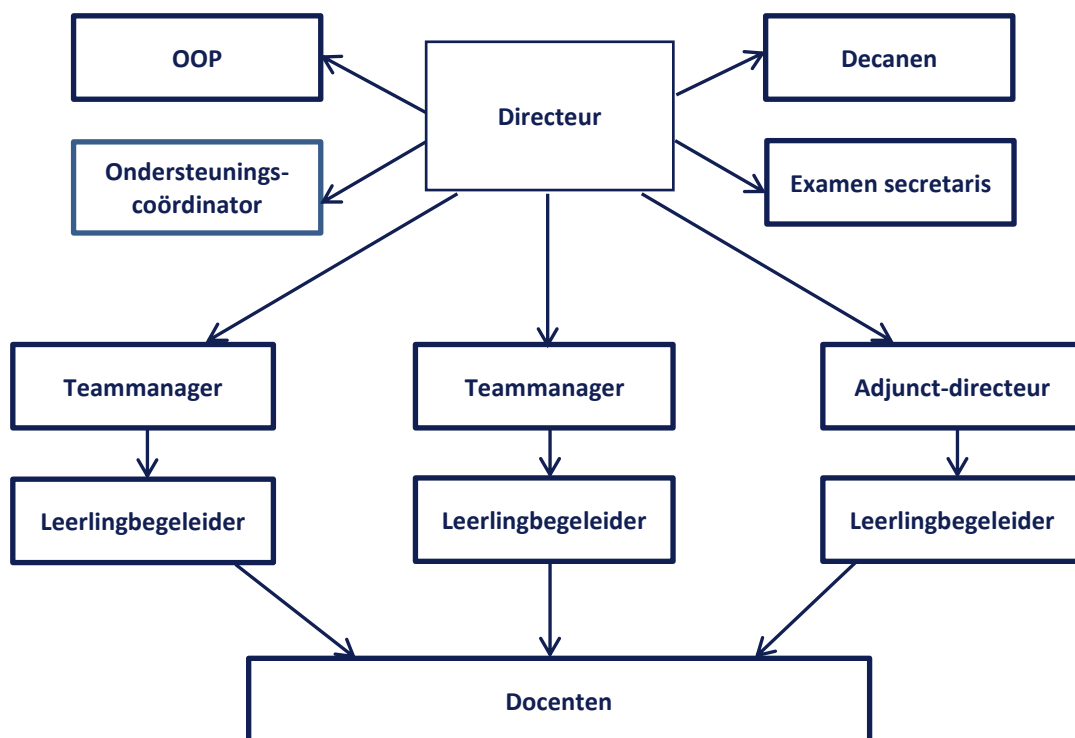 OOP
Directeur
Decanen
Ondersteunings-
coördinator
Examen secretaris
Teammanager
Teammanager
Adjunct-directeur
Leerlingbegeleider
Leerlingbegeleider
Leerlingbegeleider
Docenten